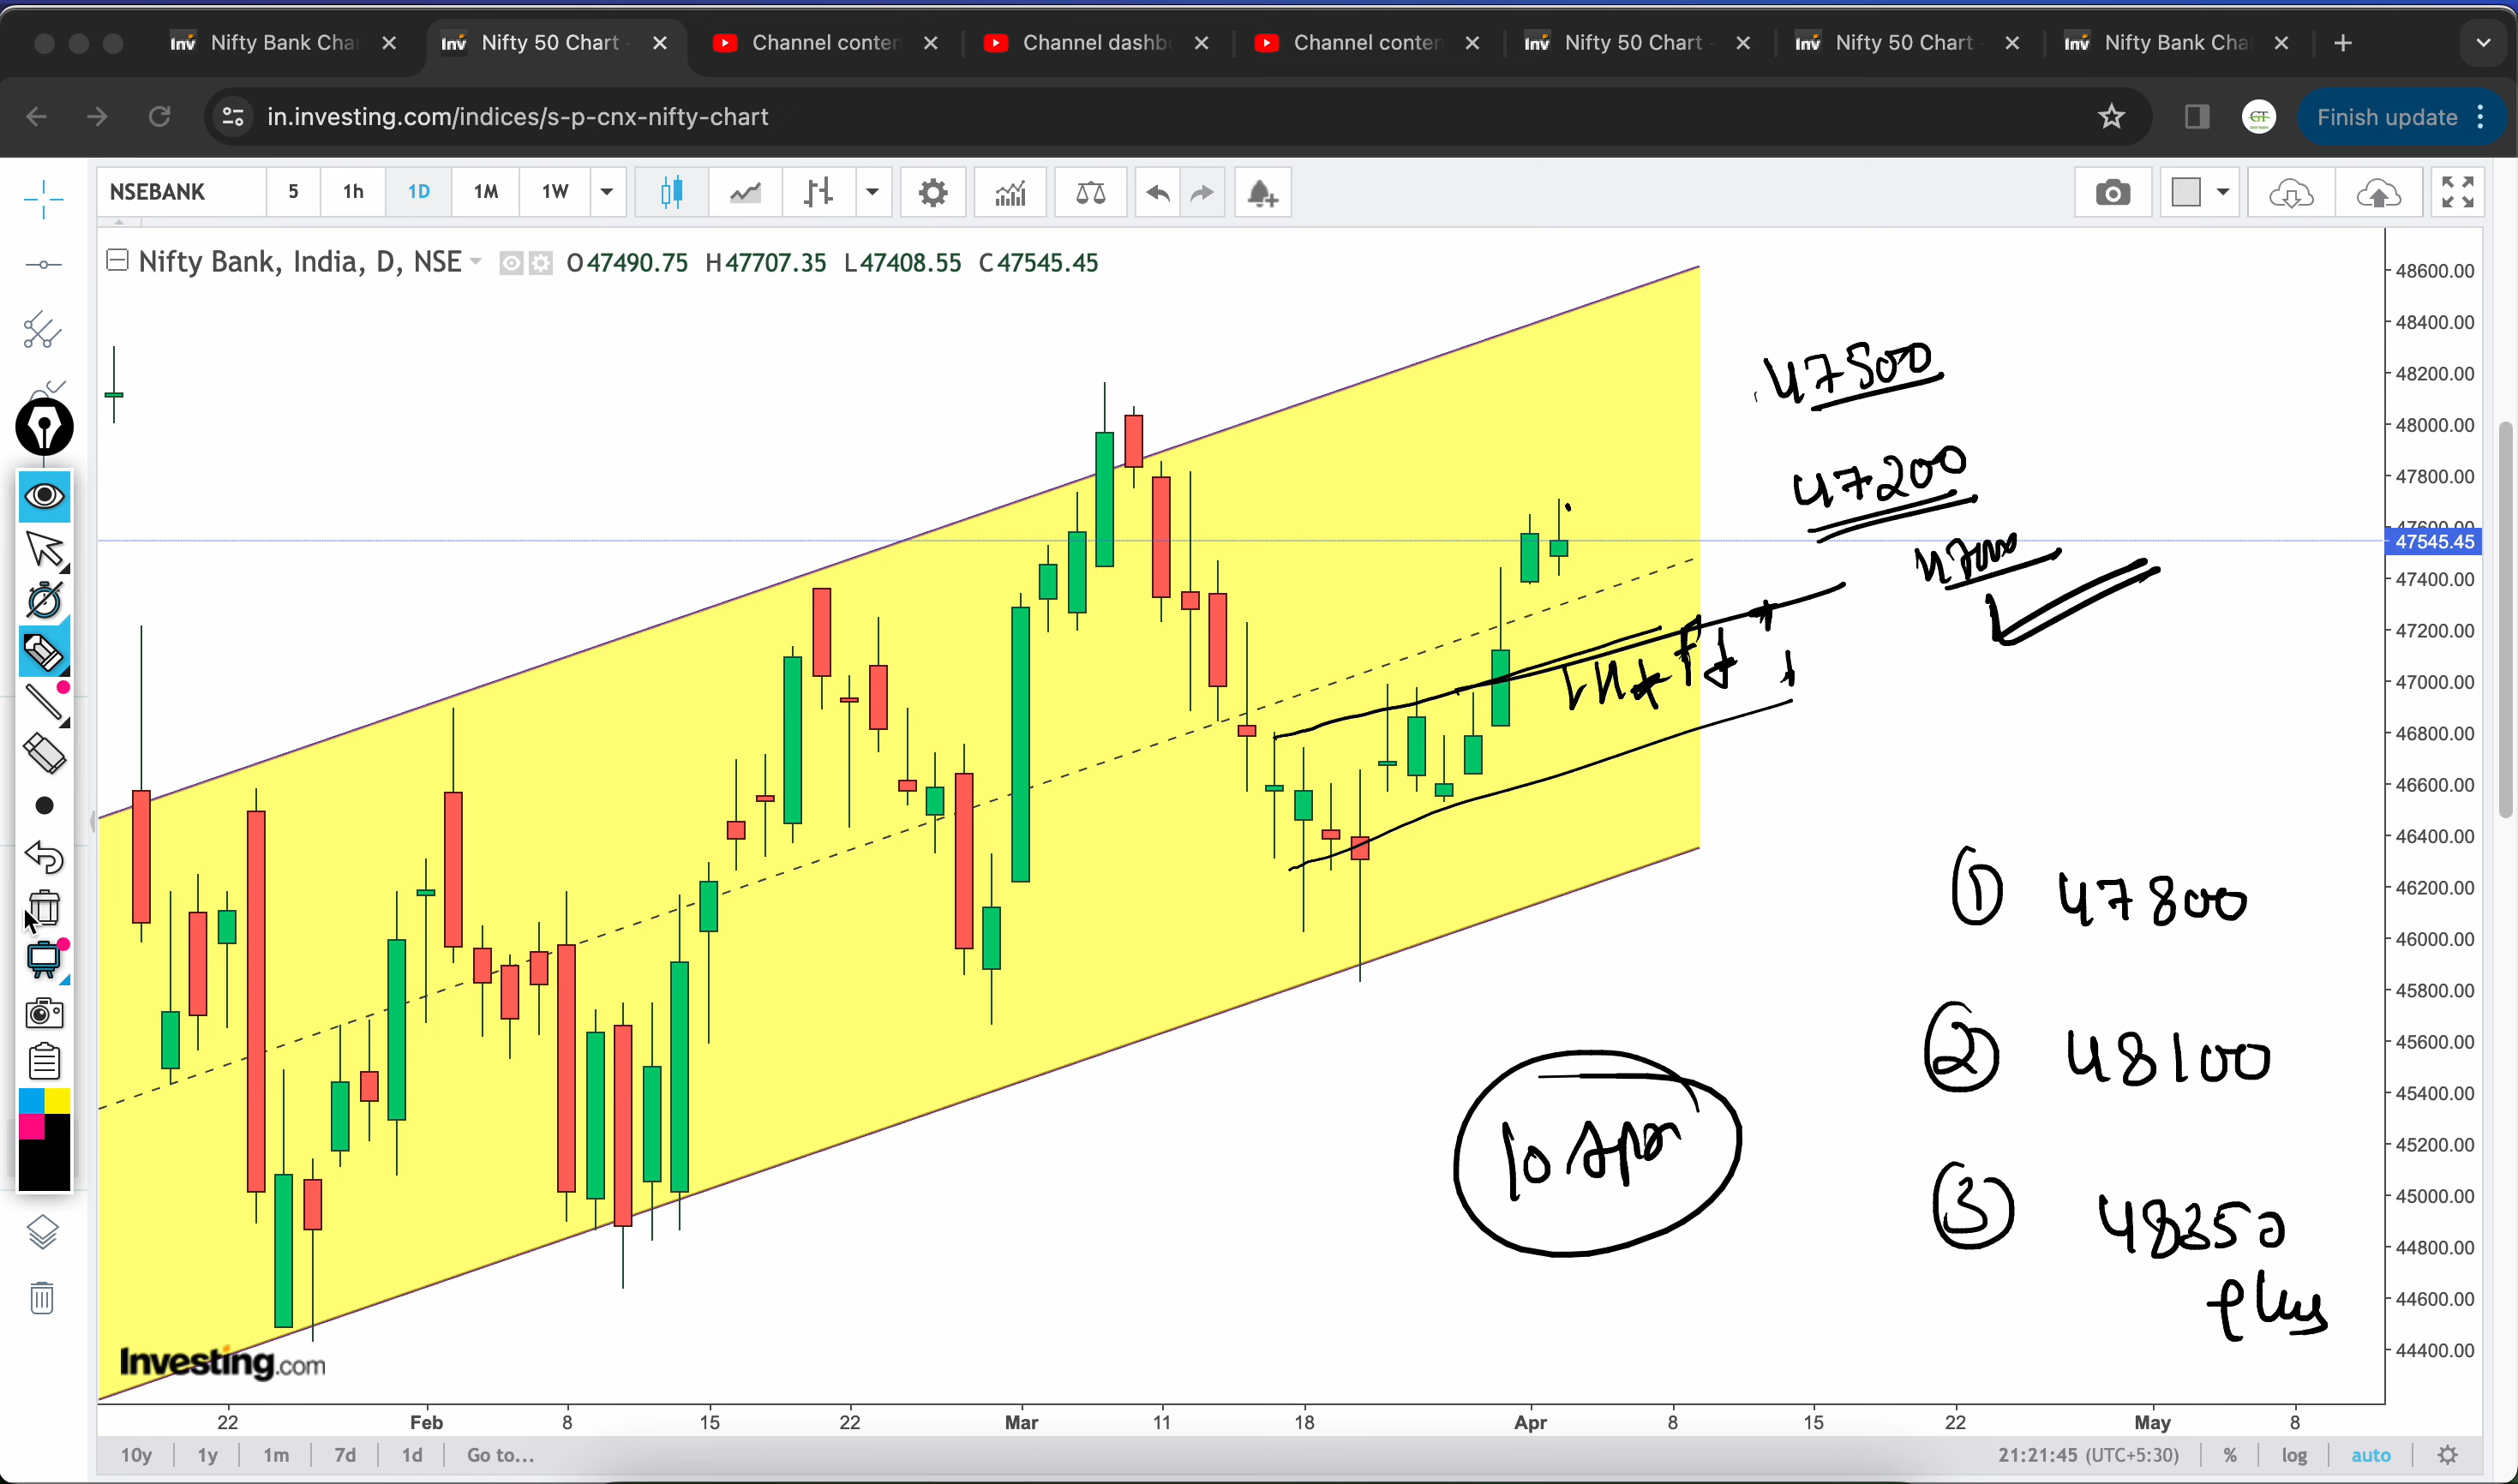 Nifty Bank Cha
Nifty 50 Chart -
Channel conten
Channel dashbo
Channel conten
Nifty 50 Chart -
Nifty 50 Chart
Nifty Bank Cha
in.investing.com/indices/s-p-cnx-nifty-chart
Finish update
NSEBANK 5 1h 1D 1M 1W
Nifty Bank, India, D, NSE O47490.75 H47707.35 L47408.55 C47545.45
48600.00
48400.00
48200.00
48000.00
47800.00
47600.00
47545.45
47400.00
47200.00
47000.00
46800.00
46600.00
46400.00
46200.00
46000.00
45800.00
45600.00
45400.00
45200.00
45000.00
44800.00
44600.00
44400.00
47500
47200
47000
① 47800
② 48100
③ 48350
plus
10 Apr
Investing.com
22 Feb 8 15 22 Mar 11 18 Apr 8 15 22 May 8
10y 1y 1m 7d 1d Go to... 21:21:45 (UTC+5:30) % log auto